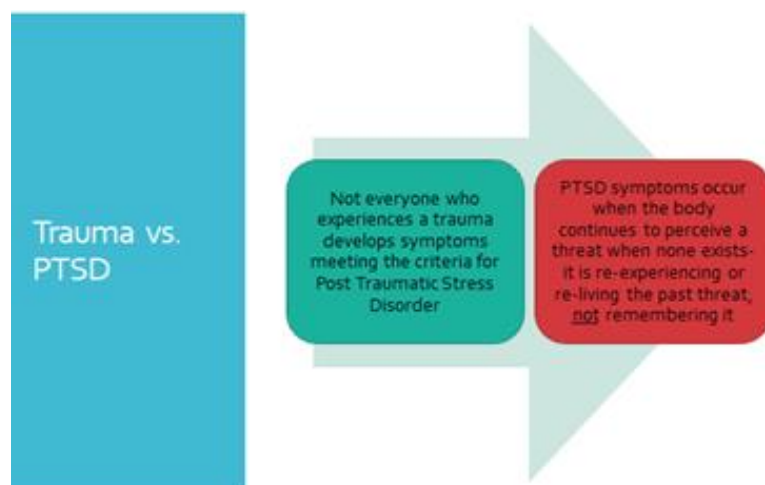 Trauma vs.
PTSD
Not everyone who
experiences a trauma
develops symptoms
meeting the criteria for
Post Traumatic Stress
Disorder
PTSD symptoms occur
when the body
continues to perceive a
threat when none exists-
it is re-experiencing or
re-living the past threat,
not remembering it